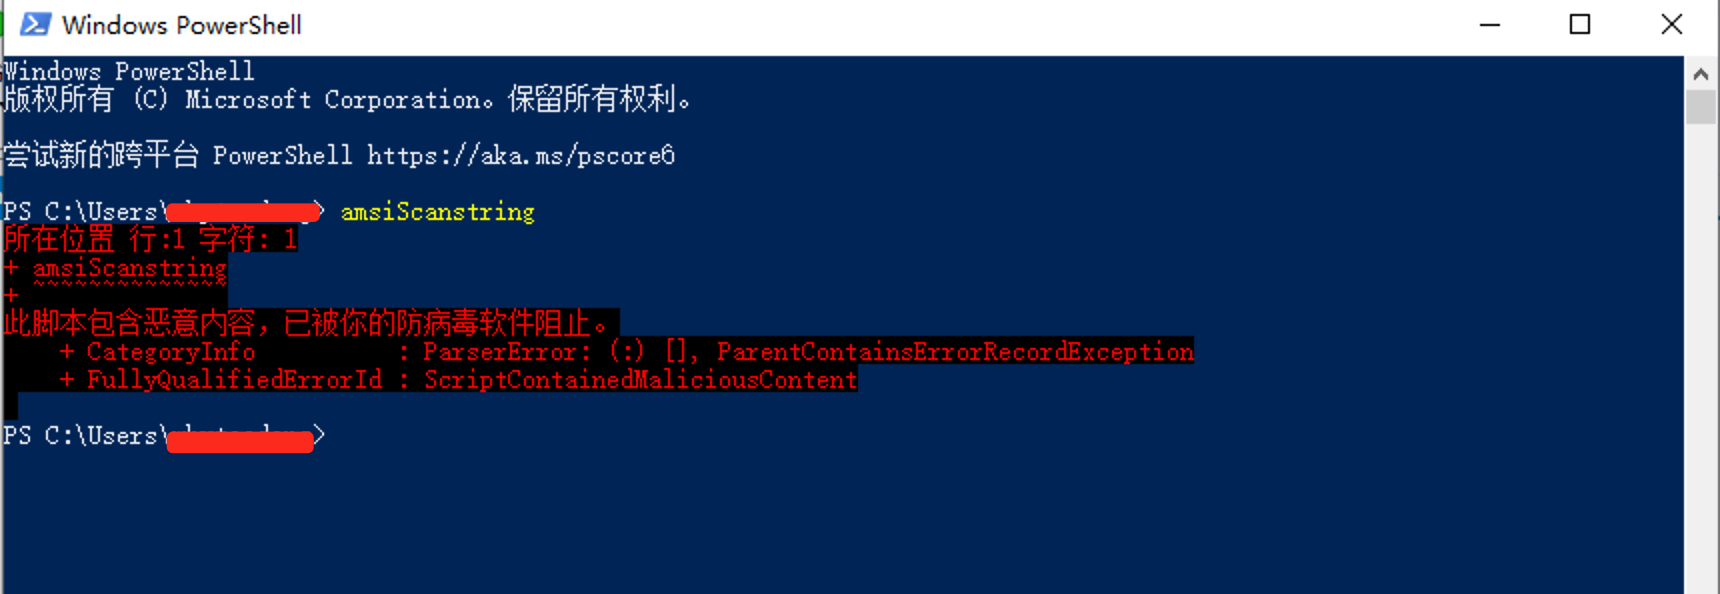 Windows PowerShell
Windows PowerShell
版权所有 (C) Microsoft Corporation。保留所有权利。
尝试新的跨平台 PowerShell https://aka.ms/pscore6
PS C:\Users\> amsiScanstring
所在位置 行:1 字符: 1
+ amsiScanstring
+ ~~~~~~~~~~~~~~
此脚本包含恶意内容，已被你的防病毒软件阻止。
+ CategoryInfo : ParserError: (:) [], ParentContainsErrorRecordException
+ FullyQualifiedErrorId : ScriptContainedMaliciousContent
PS C:\Users\>